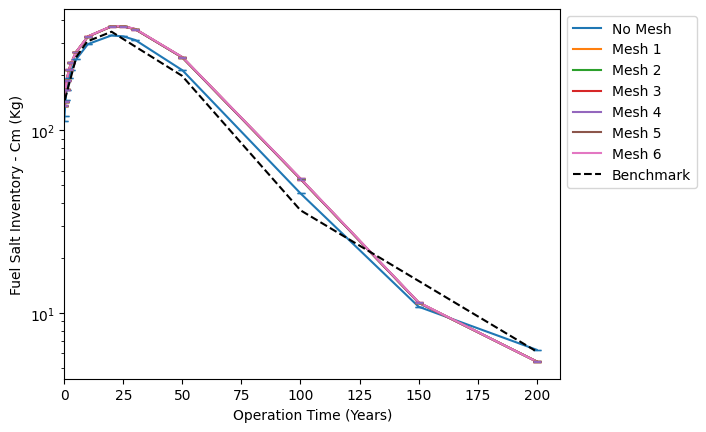 Fuel Salt Inventory - Cm (Kg)
10²
10¹
0 25 50 75 100 125 150 175 200
Operation Time (Years)
No Mesh
Mesh 1
Mesh 2
Mesh 3
Mesh 4
Mesh 5
Mesh 6
Benchmark